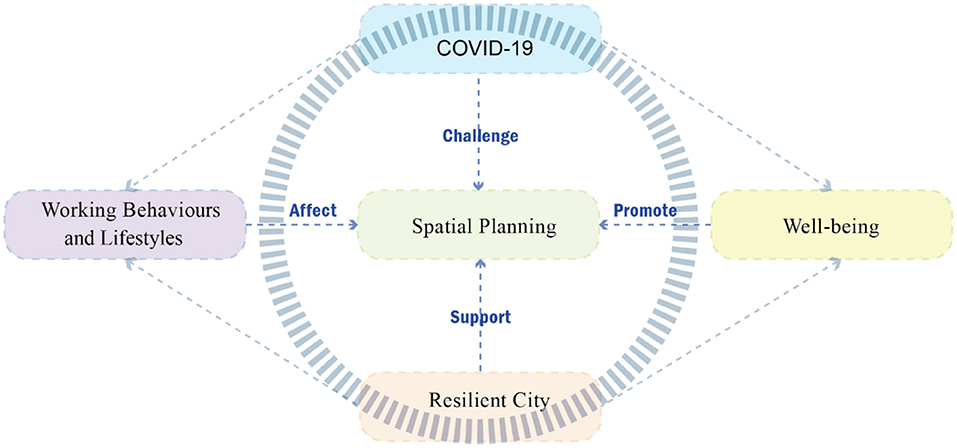 COVID-19
Challenge
Working Behaviours
and Lifestyles
Affect
Spatial Planning
Promote
Well-being
Support
Resilient City